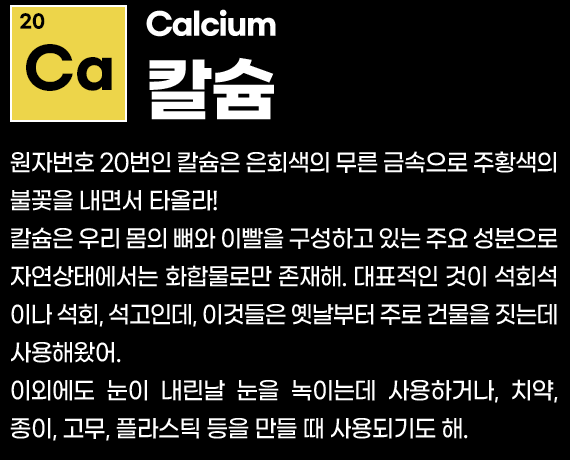 20
Ca
Calcium
칼슘
원자번호 20번인 칼슘은 은회색의 무른 금속으로 주황색의
불꽃을 내면서 타올라!
칼슘은 우리 몸의 뼈와 이빨을 구성하고 있는 주요 성분으로
자연상태에서는 화합물로만 존재해. 대표적인 것이 석회석
이나 석회, 석고인데, 이것들은 옛날부터 주로 건물을 짓는데
사용해왔어.
이외에도 눈이 내린날 눈을 녹이는데 사용하거나, 치약,
종이, 고무, 플라스틱 등을 만들 때 사용되기도 해.